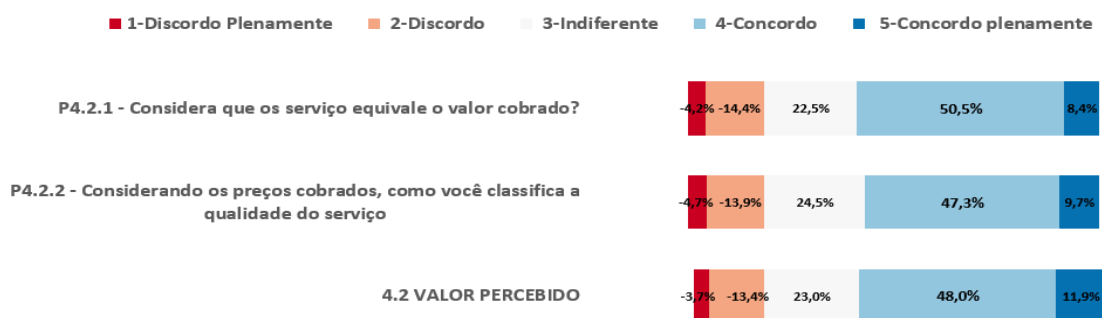 1-Discordo Plenamente 2-Discordo 3-Indiferente 4-Concordo 5-Concordo plenamente
P4.2.1 - Considera que os serviço equivale o valor cobrado? -4,2% -14,4% 22,5% 50,5% 8,4%
P4.2.2 - Considerando os preços cobrados, como você classifica a
qualidade do serviço
-4,7% -13,9% 24,5% 47,3% 9,7%
4.2 VALOR PERCEBIDO -3,7% -13,4% 23,0% 48,0% 11,9%